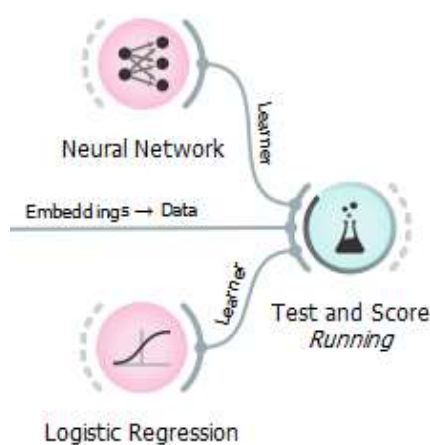 Neural Network
Learner
Embeddings → Data
Learner
Test and Score
Running
Logistic Regression